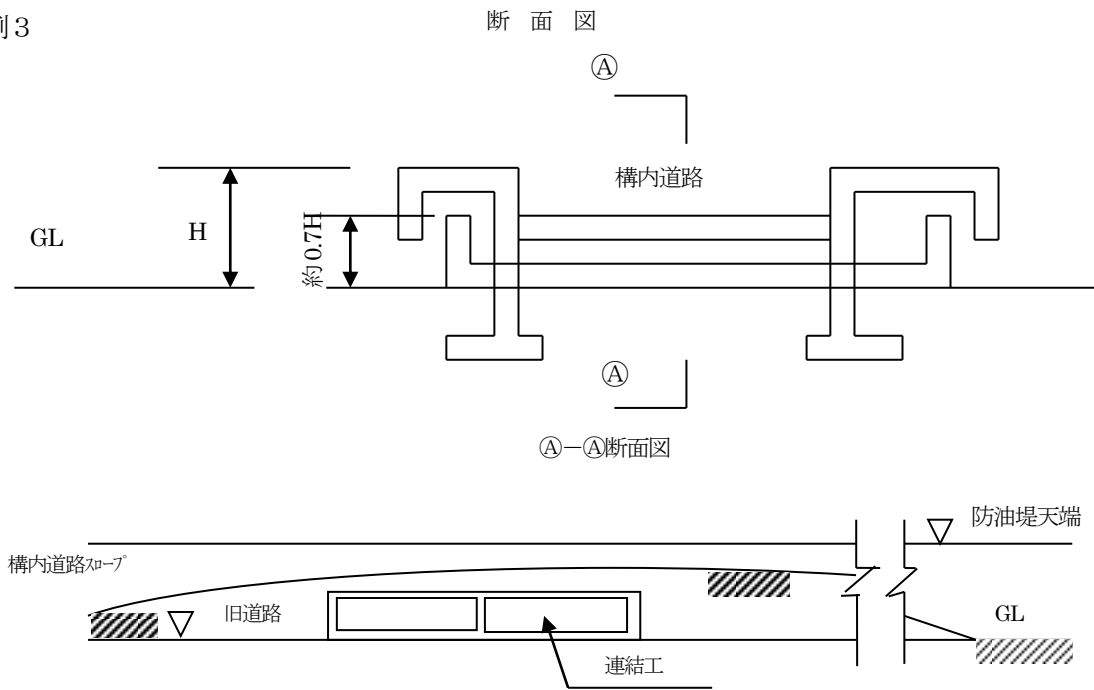 例3
断 面 図
Ⓐ
構内道路
GL
H
約0.7H
Ⓐ
Ⓐ－Ⓐ断面図
防油堤天端
構内道路ｽﾛｰﾌﾟ
旧道路
GL
連結工